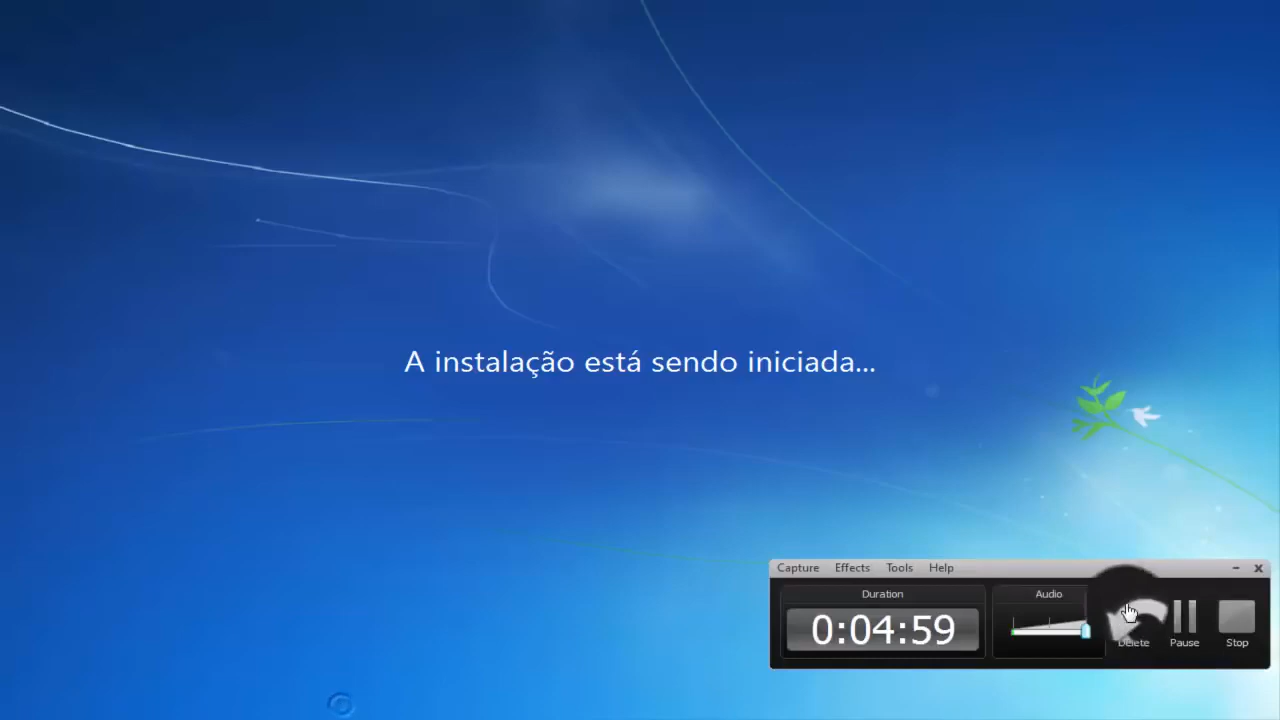 A instalação está sendo iniciada...
Capture Effects Tools Help
Duration Audio
0:04:59
Delete Pause Stop